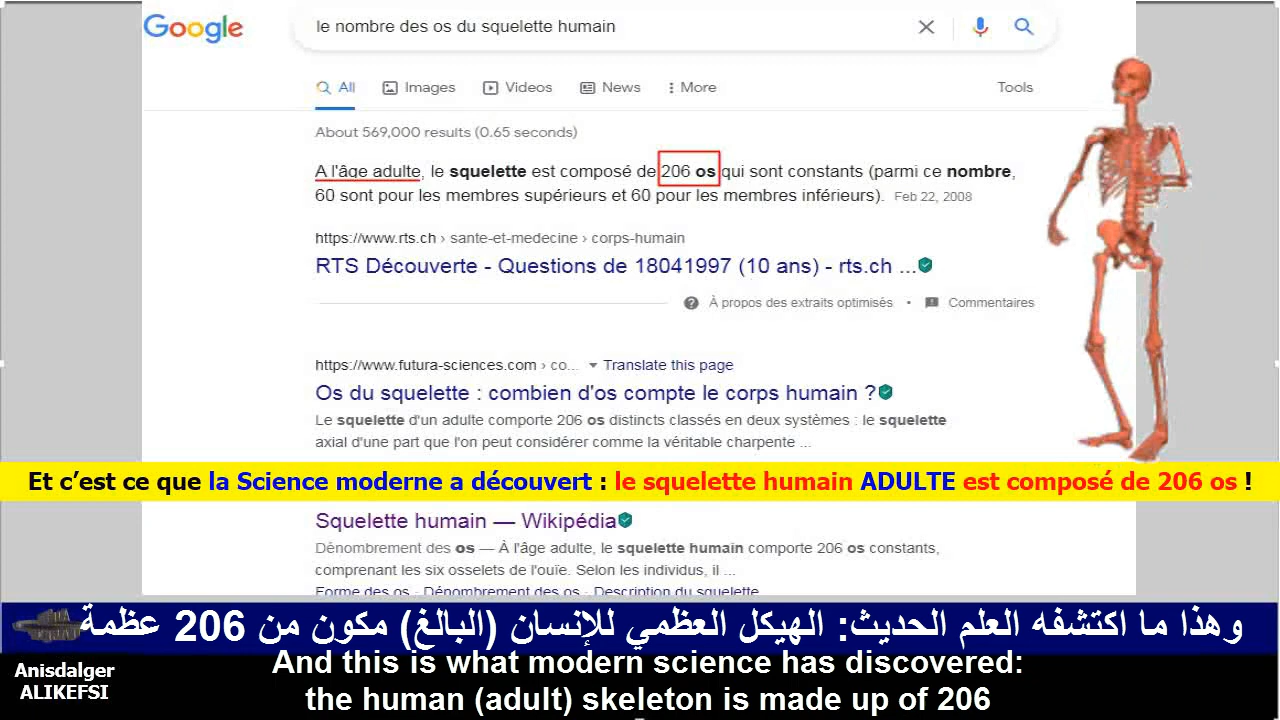 Google
le nombre des os du squelette humain
All Images Videos News More Tools
About 569,000 results (0.65 seconds)
A l'âge adulte, le squelette est composé de 206 os qui sont constants (parmi ce nombre,
60 sont pour les membres supérieurs et 60 pour les membres inférieurs). Feb 22, 2008
https://www.rts.ch › sante-et-medecine › corps-humain
RTS Découverte - Questions de 18041997 (10 ans) - rts.ch ...
À propos des extraits optimisés • Commentaires
https://www.futura-sciences.com › co... Translate this page
Os du squelette : combien d'os compte le corps humain ?
Le squelette d'un adulte comporte 206 os distincts classés en deux systèmes : le squelette
axial d'une part que l'on peut considérer comme la véritable charpente ...
Et c’est ce que la Science moderne a découvert : le squelette humain ADULTE est composé de 206 os !
Squelette humain — Wikipédia
Dénombrement des os — À l'âge adulte, le squelette humain comporte 206 os constants,
comprenant les six osselets de l'ouïe. Selon les individus, il ...
Forme des os · Dénombrement des os · Description du squelette
وهذا ما اكتشفه العلم الحديث: الهيكل العظمي للإنسان (البالغ) مكون من 206 عظمة
Anisdalger
ALIKEFSI
And this is what modern science has discovered:
the human (adult) skeleton is made up of 206